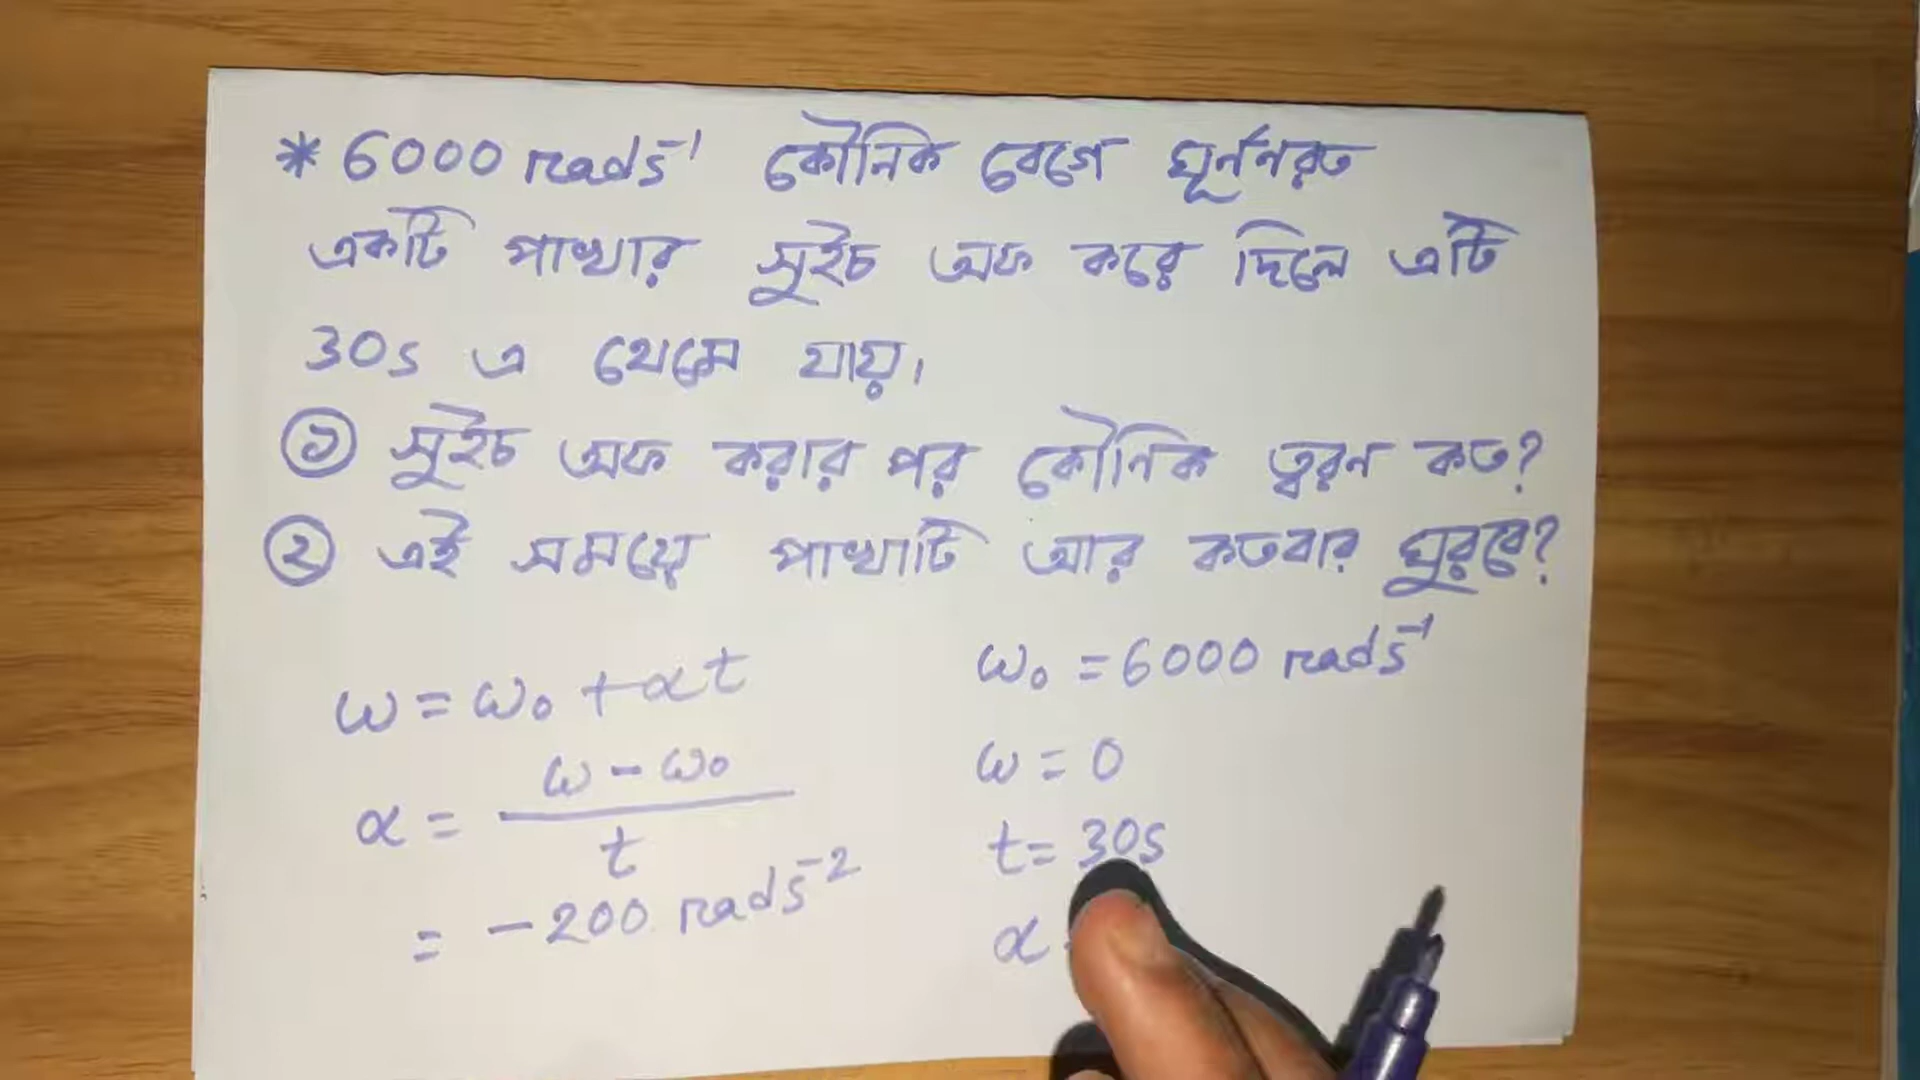 * 6000 rads⁻¹ কৌনিক বেগে ঘূর্ননরত
একটি পাখার সুইচ অফ করে দিলে এটি
30s এ থেমে যায়।
① সুইচ অফ করার পর কৌনিক ত্বরন কত?
② এই সময়ে পাখাটি আর কতবার ঘুরবে?
ω = ω₀ + αt
α = (ω - ω₀) / t
= -200 rads⁻²
ω₀ = 6000 rads⁻¹
ω = 0
t = 30s
α